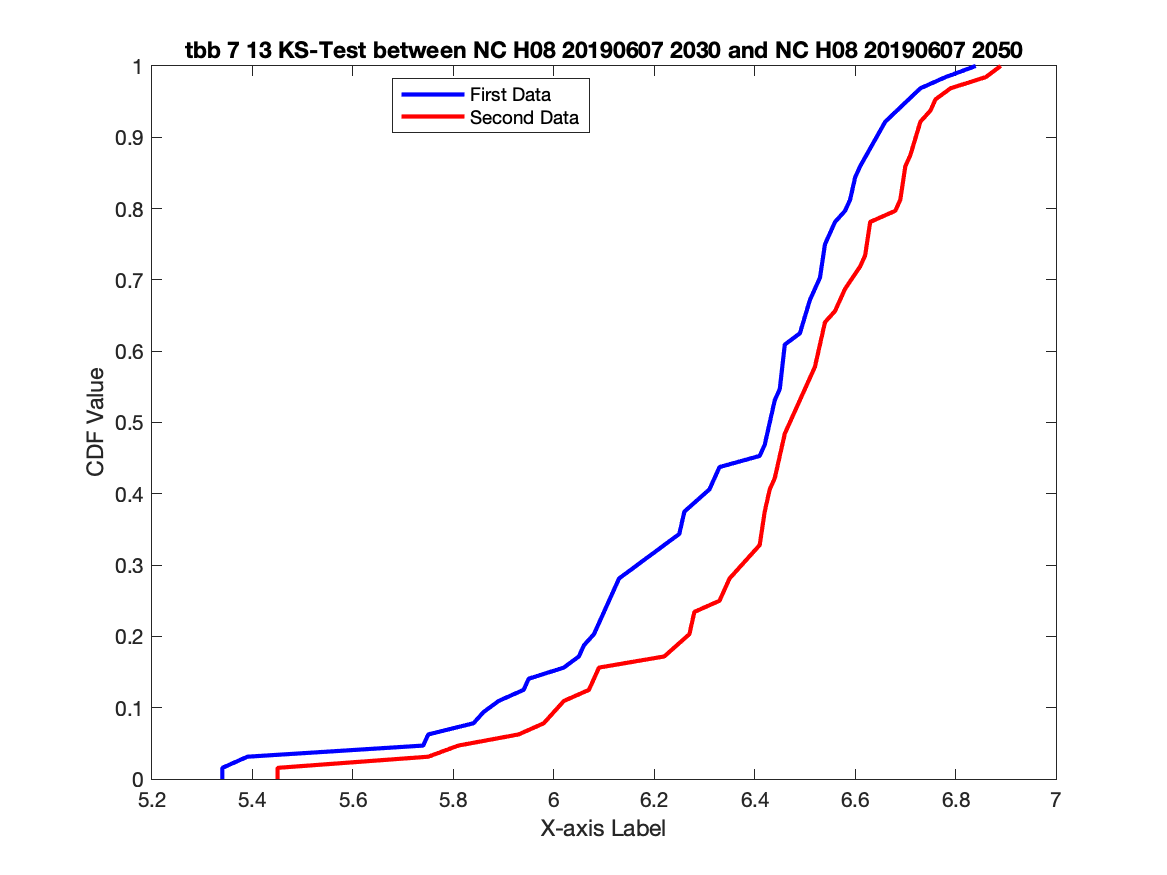 tbb 7 13 KS-Test between NC H08 20190607 2030 and NC H08 20190607 2050
First Data
Second Data
1
0.9
0.8
0.7
0.6
0.5
0.4
0.3
0.2
0.1
0
CDF Value
5.2 5.4 5.6 5.8 6 6.2 6.4 6.6 6.8 7
X-axis Label